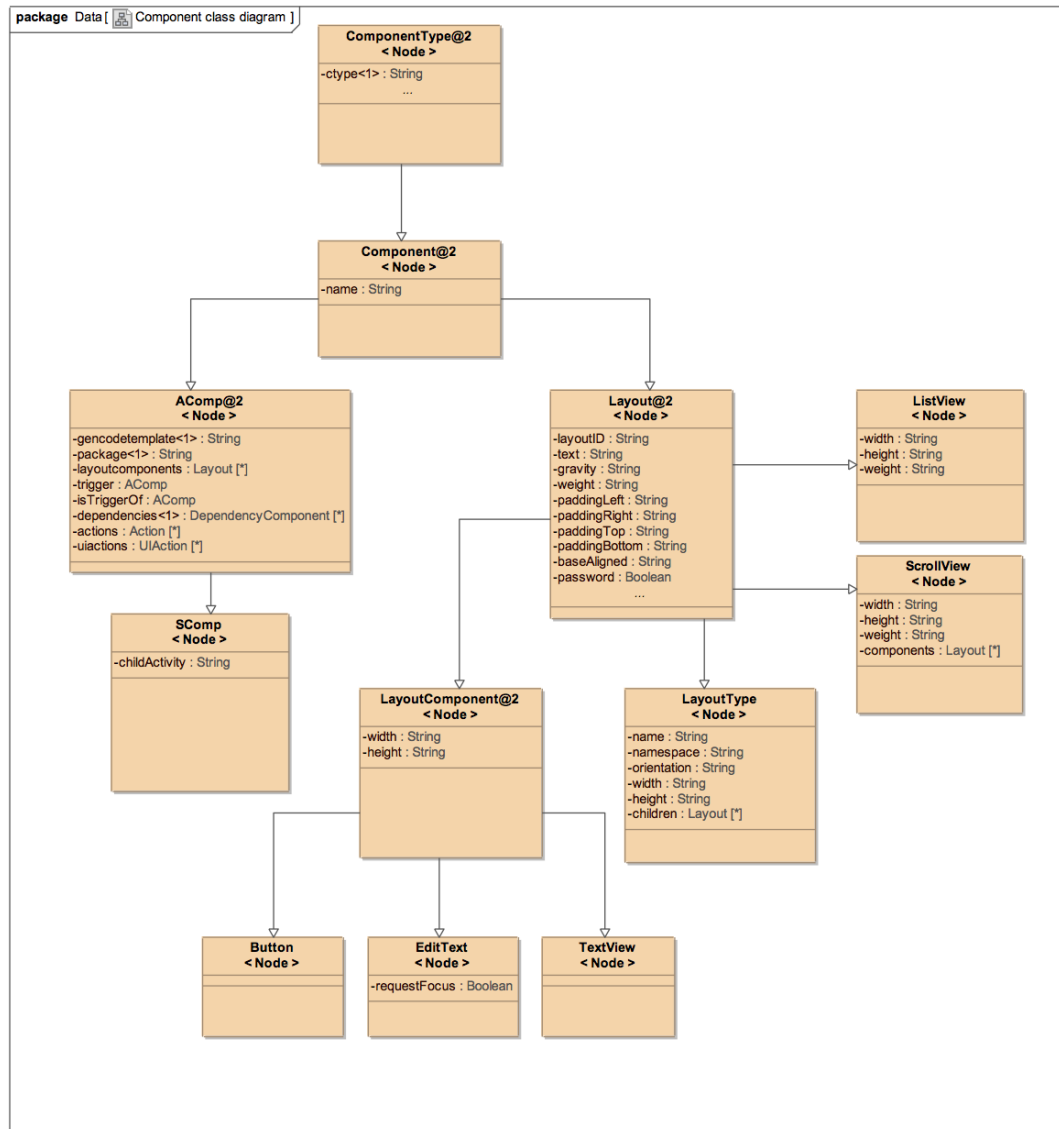 package Data [ Component class diagram ]
ComponentType@2
< Node >
-ctype<1> : String
...
Component@2
< Node >
-name : String
AComp@2
< Node >
-gencodetemplate<1> : String
-package<1> : String
-layoutcomponents : Layout [*]
-trigger : AComp
-isTriggerOf : AComp
-dependencies<1> : DependencyComponent [*]
-actions : Action [*]
-uiactions : UIAction [*]
Layout@2
< Node >
-layoutID : String
-text : String
-gravity : String
-weight : String
-paddingLeft : String
-paddingRight : String
-paddingTop : String
-paddingBottom : String
-baseAligned : String
-password : Boolean
...
ListView
< Node >
-width : String
-height : String
-weight : String
ScrollView
< Node >
-width : String
-height : String
-weight : String
-components : Layout [*]
SComp
< Node >
-childActivity : String
LayoutComponent@2
< Node >
-width : String
-height : String
LayoutType
< Node >
-name : String
-namespace : String
-orientation : String
-width : String
-height : String
-children : Layout [*]
Button
< Node >
EditText
< Node >
-requestFocus : Boolean
TextView
< Node >